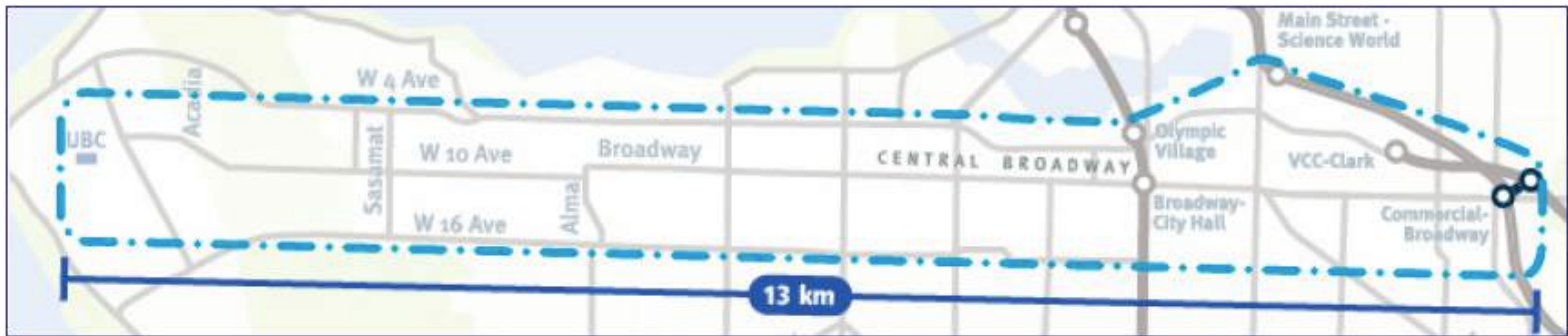 Main Street -
Science World
W 4 Ave
Acadia
UBC
Sasamat
W 10 Ave
Broadway
CENTRAL BROADWAY
Olympic
Village
VCC-Clark
Alma
W 16 Ave
Broadway-
City Hall
Commercial-
Broadway
13 km